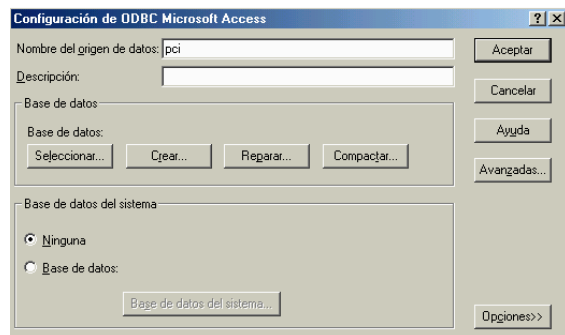 Configuración de ODBC Microsoft Access
Nombre del origen de datos: pci
Descripción:
Base de datos
Base de datos:
Seleccionar... Crear... Reparar... Compactar...
Base de datos del sistema
Ninguna
Base de datos:
Base de datos del sistema...
Aceptar
Cancelar
Ayuda
Avanzadas...
Opciones>>